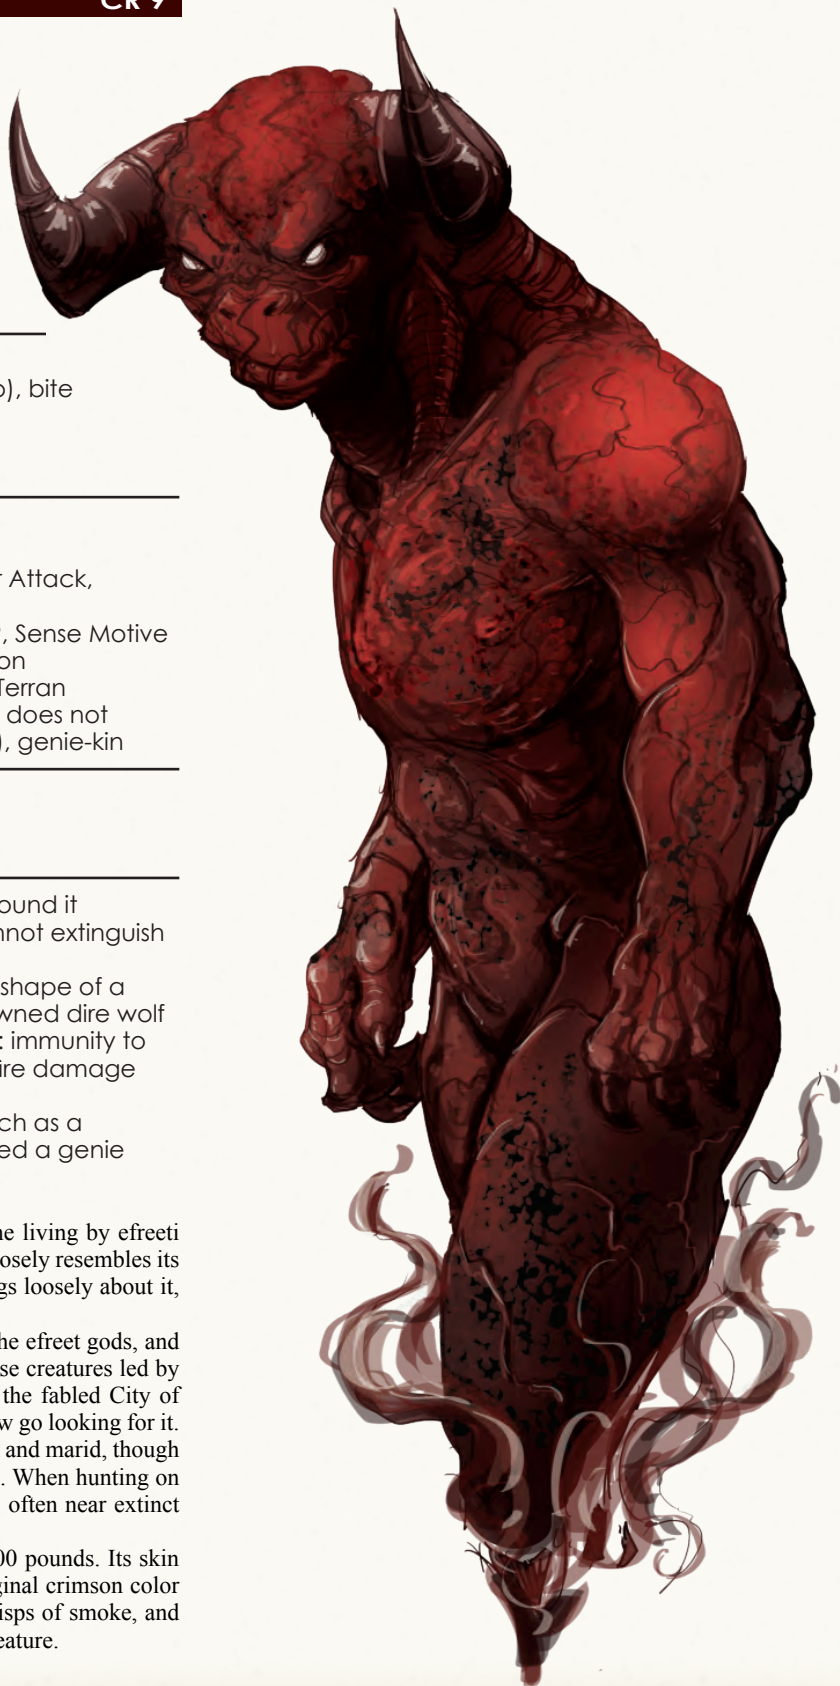 CR 9
), bite
Attack,
, Sense Motive
on
Terran
does not
), genie-kin
ound it
nnot extinguish
shape of a
wned dire wolf
: immunity to
ire damage
ch as a
ed a genie
ne living by efreeti
osely resembles its
gs loosely about it,
he efreet gods, and
se creatures led by
the fabled City of
w go looking for it.
and marid, though
. When hunting on
often near extinct
00 pounds. Its skin
ginal crimson color
isps of smoke, and
eature.